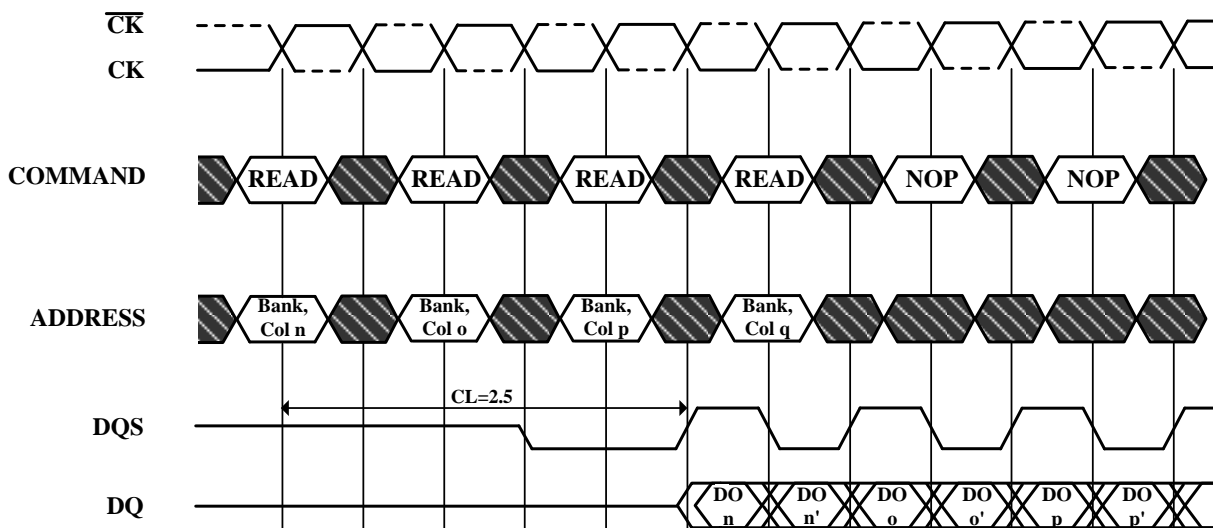 CK
CK
COMMAND READ READ READ READ NOP NOP
ADDRESS Bank, Col n Bank, Col o Bank, Col p Bank, Col q
CL=2.5
DQS
DQ DO n DO n' DO o DO o' DO p DO p'